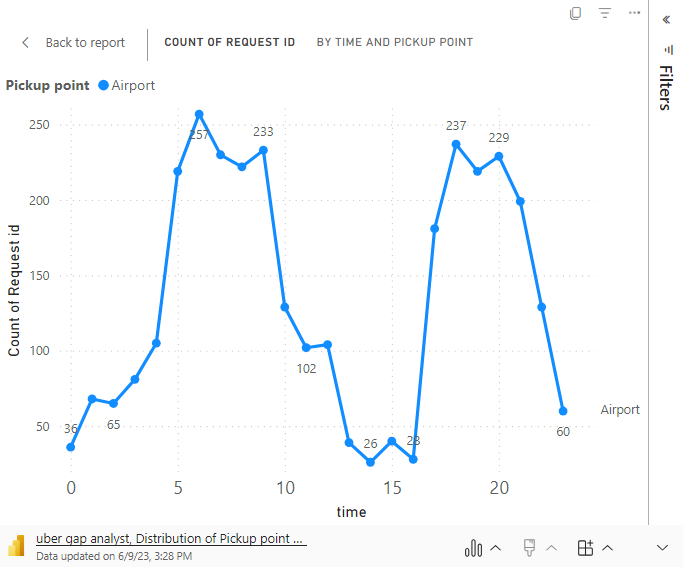 Back to report
COUNT OF REQUEST ID BY TIME AND PICKUP POINT
Filters
Pickup point Airport
Count of Request id
250
200
150
100
50
36
65
257
233
102
26
28
237
229
60
Airport
0 5 10 15 20
time
uber gap analyst, Distribution of Pickup point ...
Data updated on 6/9/23, 3:28 PM